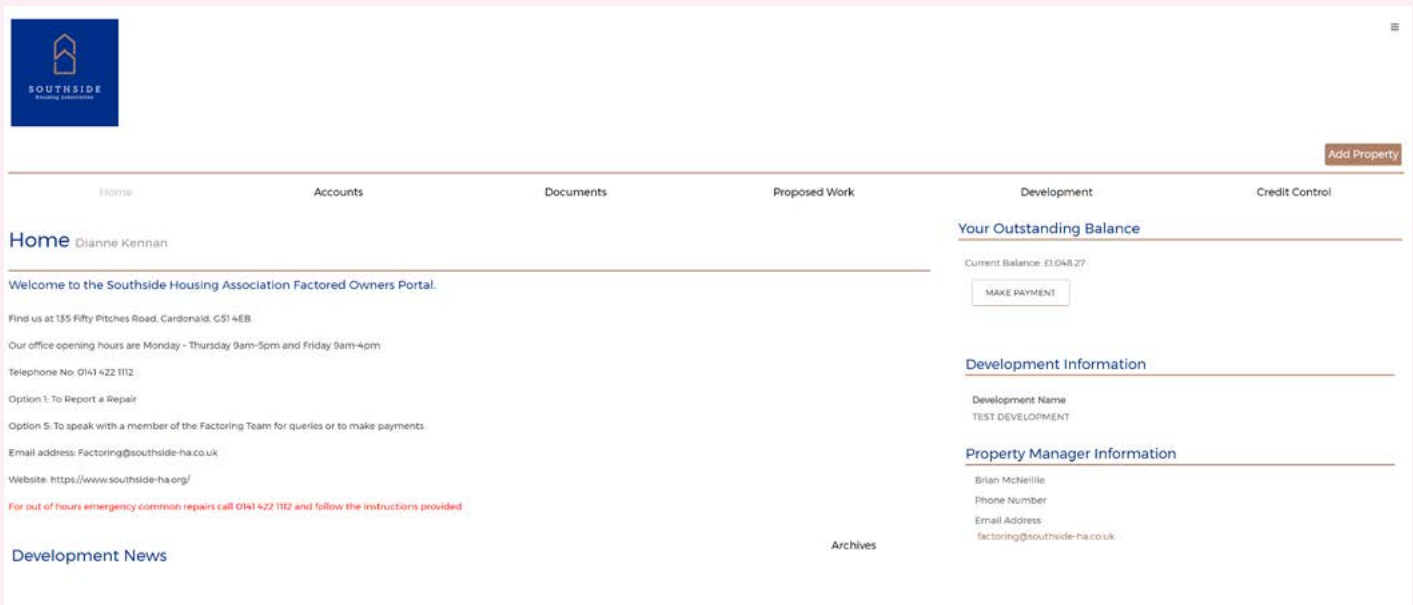 SOUTHSIDE
housing association
Add Property
Home
Accounts
Documents
Proposed Work
Development
Credit Control
Home Dianne Kennan
Welcome to the Southside Housing Association Factored Owners Portal.
Find us at 135 Fifty Pitches Road, Cardonald, G51 4EB
Our office opening hours are Monday - Thursday 9am-5pm and Friday 9am-4pm
Telephone No: 0141 422 1112
Option 1: To Report a Repair
Option 5: To speak with a member of the Factoring Team for queries or to make payments
Email address: Factoring@southside-ha.co.uk
Website: https://www.southside-ha.org/
For out of hours emergency common repairs call 0141 422 1112 and follow the instructions provided
Development News
Archives
Your Outstanding Balance
Current Balance: £1,048.27
MAKE PAYMENT
Development Information
Development Name
TEST DEVELOPMENT
Property Manager Information
Brian McNeillie
Phone Number
Email Address
factoring@southside-ha.co.uk